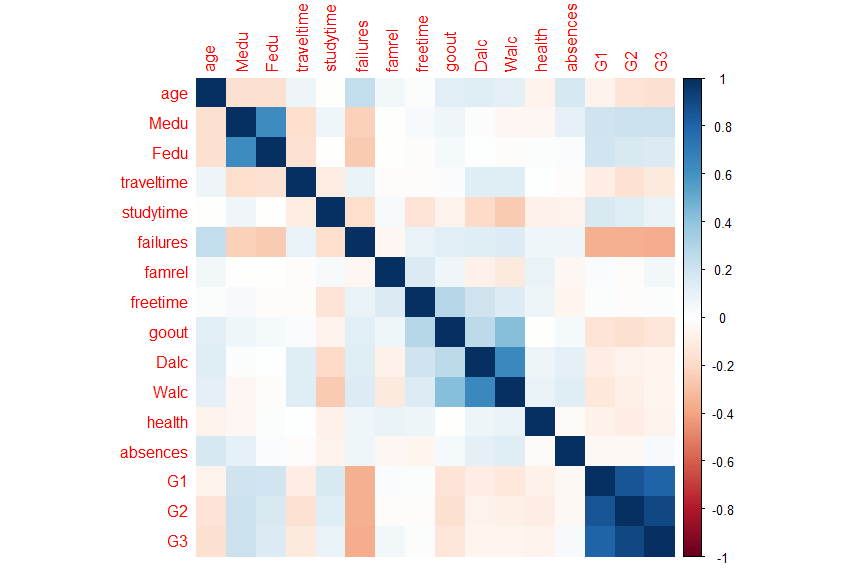 age Medu Fedu traveltime studytime failures famrel freetime goout Dalc Walc health absences G1 G2 G3
age
Medu
Fedu
traveltime
studytime
failures
famrel
freetime
goout
Dalc
Walc
health
absences
G1
G2
G3
1
0.8
0.6
0.4
0.2
0
-0.2
-0.4
-0.6
-0.8
-1